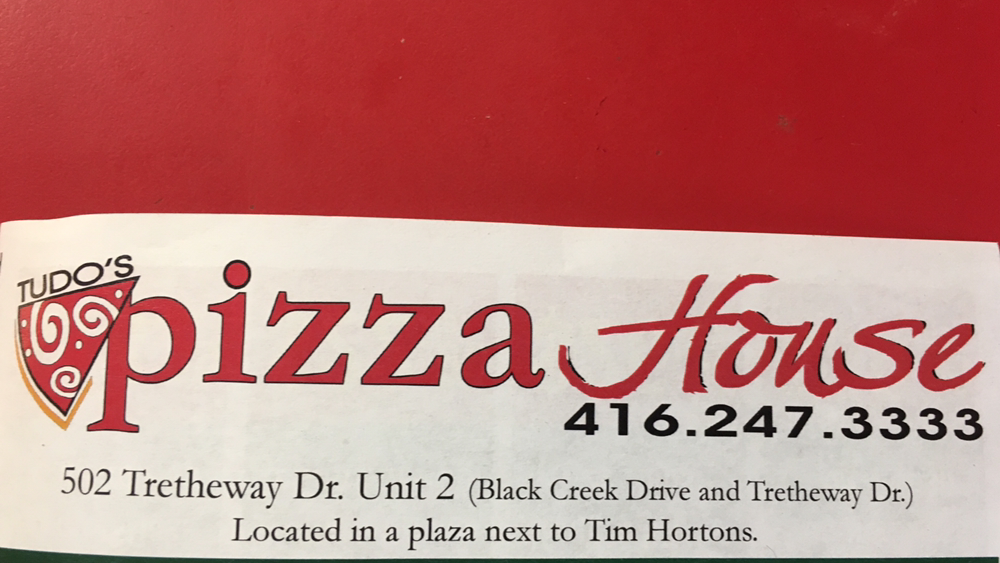 TUDO'S
pizza House
416.247.3333
502 Tretheway Dr. Unit 2 (Black Creek Drive and Tretheway Dr.)
Located in a plaza next to Tim Hortons.